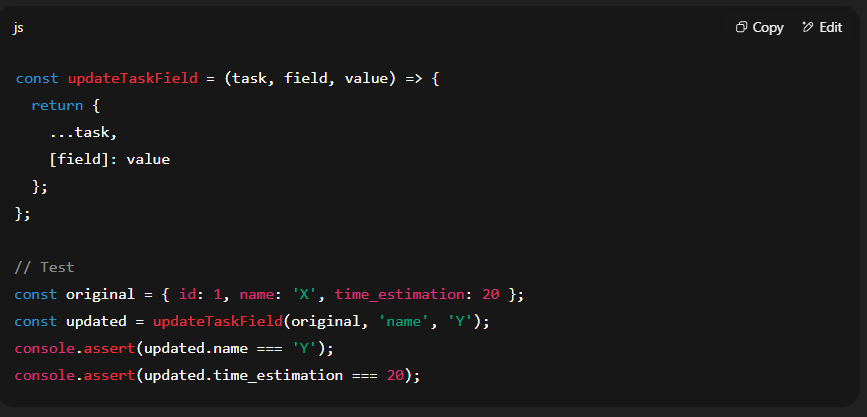 js
Copy
Edit
const updateTaskField = (task, field, value) => {
  return {
    ...task,
    [field]: value
  };
};
// Test
const original = { id: 1, name: 'X', time_estimation: 20 };
const updated = updateTaskField(original, 'name', 'Y');
console.assert(updated.name === 'Y');
console.assert(updated.time_estimation === 20);